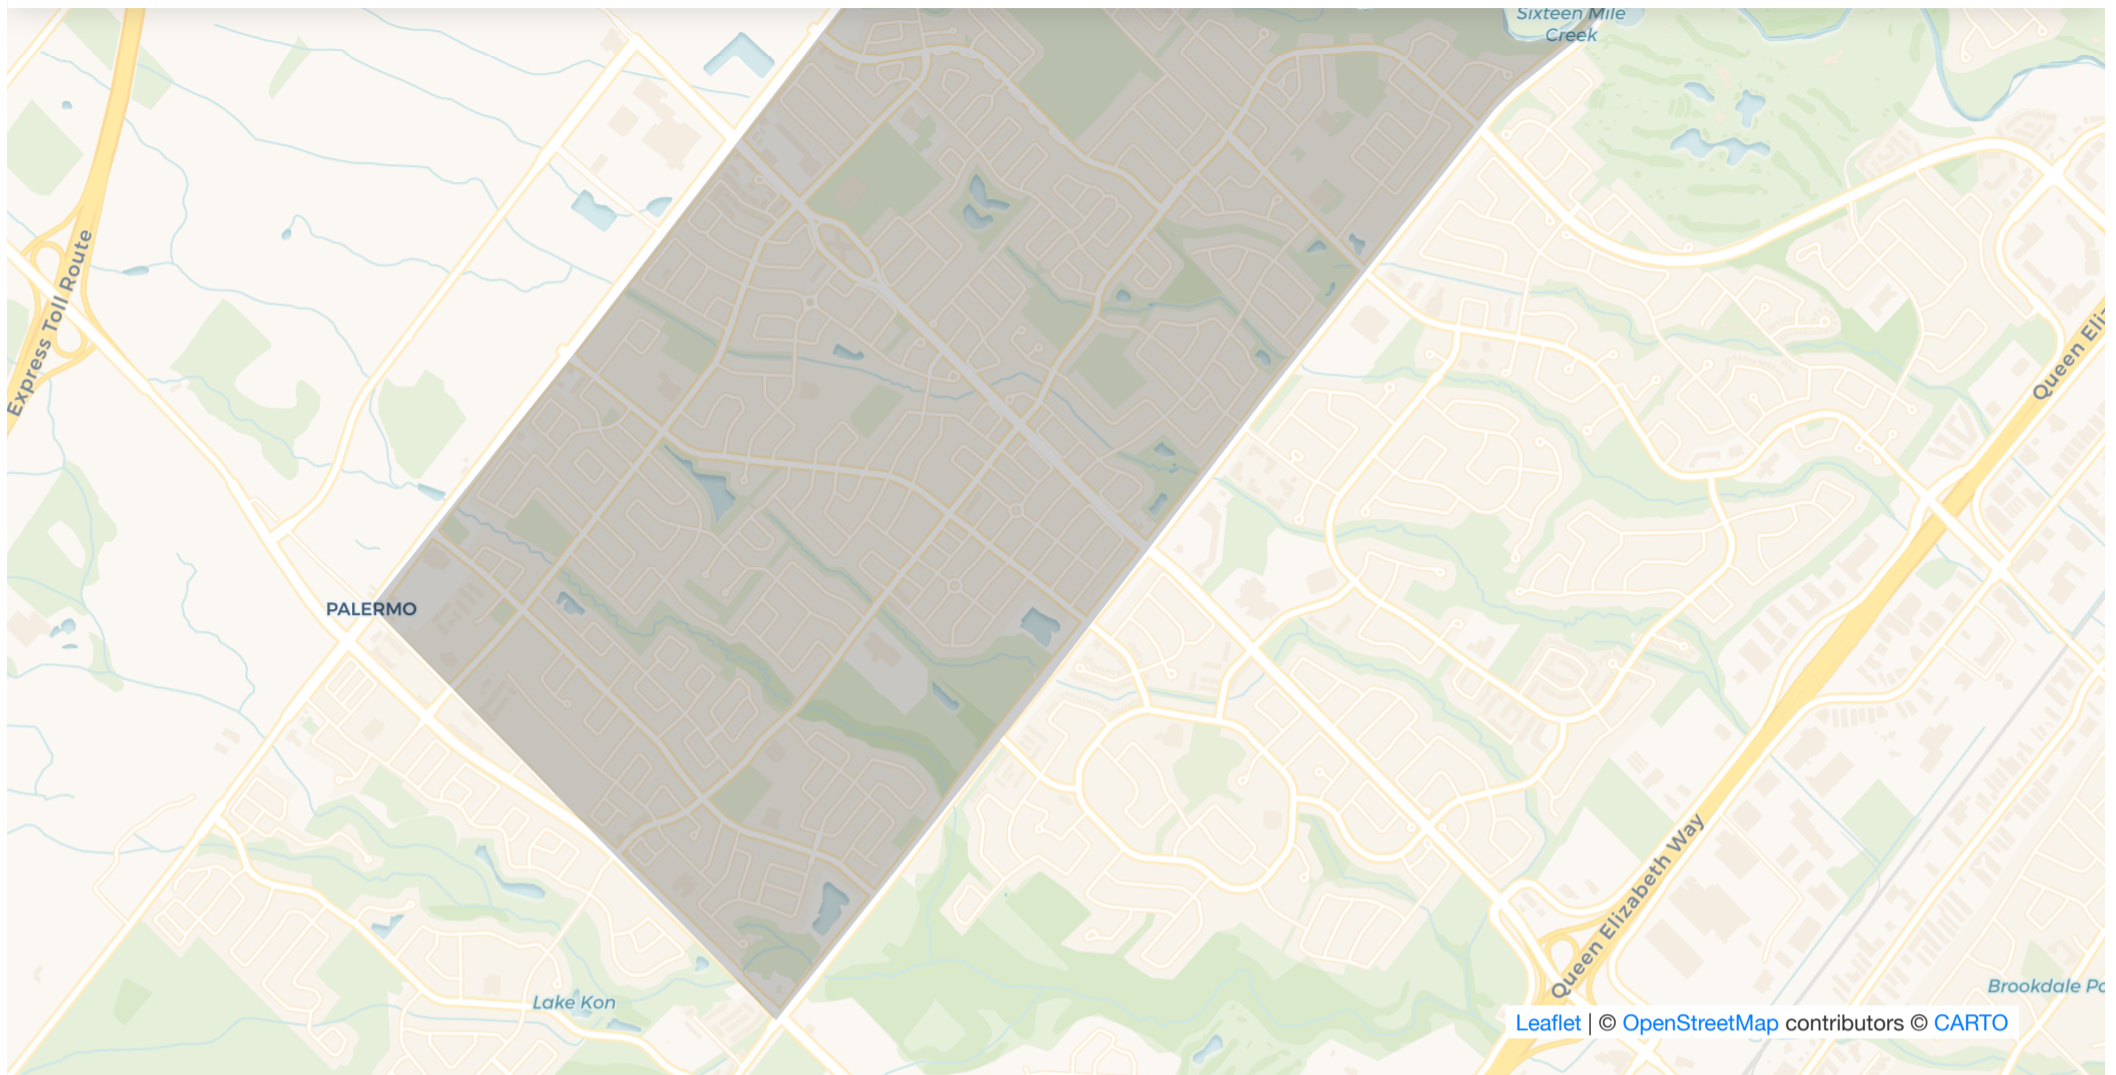 Sixteen Mile
Creek
Express Toll Route
Queen Eliz
PALERMO
Queen Elizabeth Way
Lake Kon
Brookdale Pa
Leaflet | © OpenStreetMap contributors © CARTO